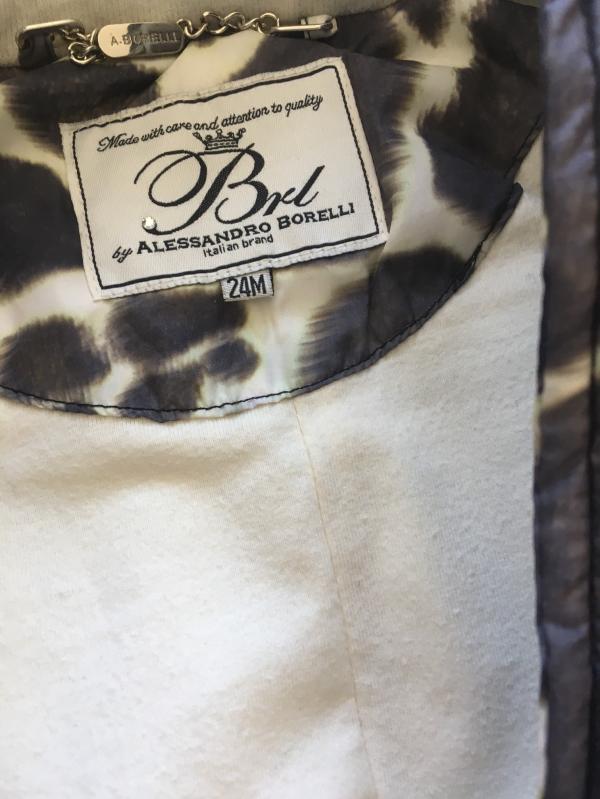 A.BORELLI
Made with care and attention to quality
Brl
by ALESSANDRO BORELLI
Italian brand
24M